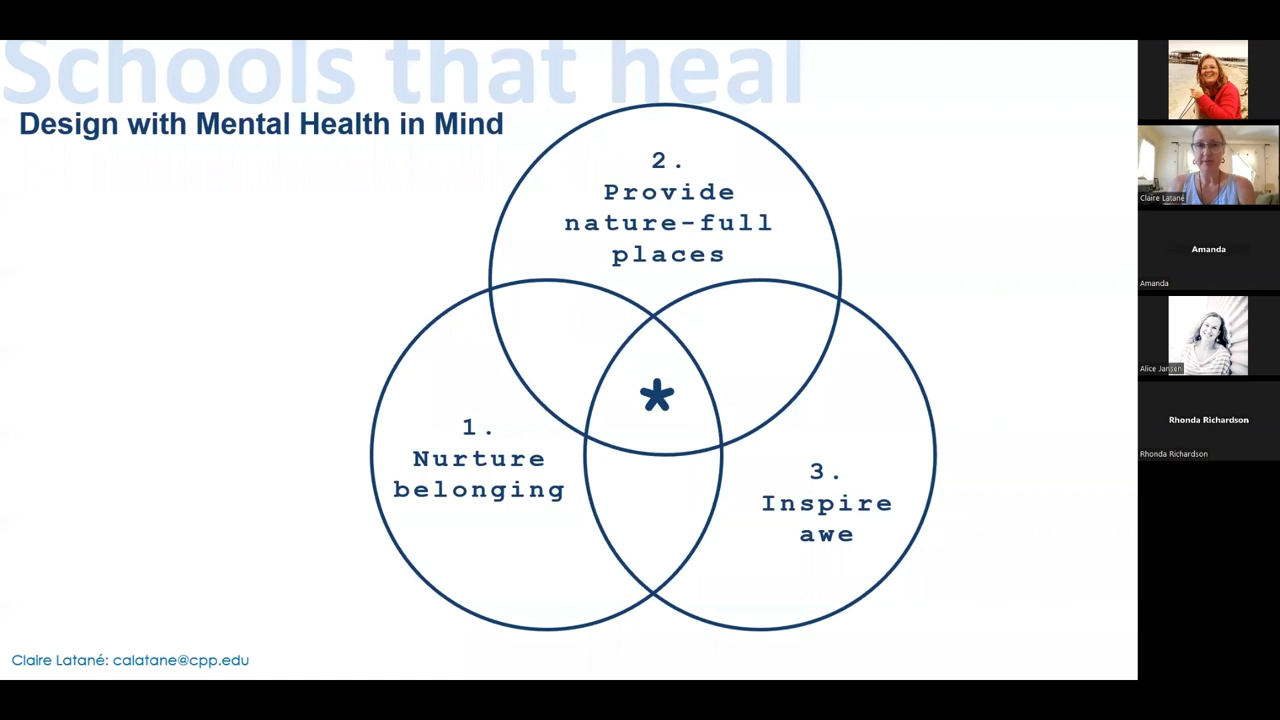 Schools that heal
Design with Mental Health in Mind
2.
Provide
nature-full
places
*
1.
Nurture
belonging
3.
Inspire
awe
Claire Latané: calatane@cpp.edu
Claire Latané
Amanda
Amanda
Alice Jansen
Rhonda Richardson
Rhonda Richardson